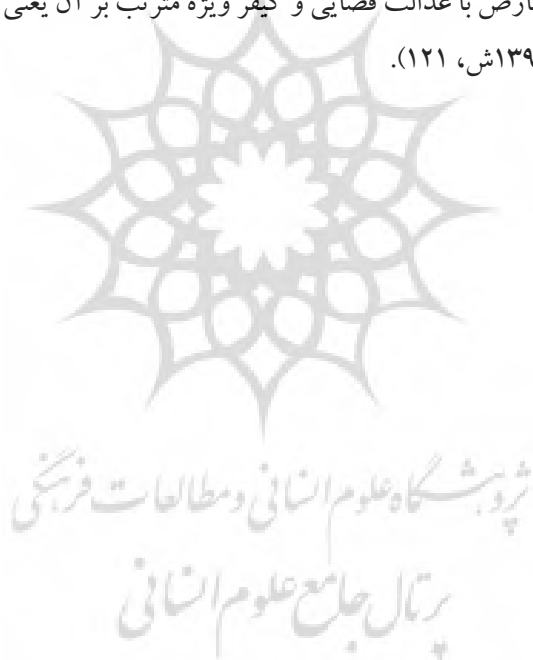 ارض با عدالت قضایی و کیفر ویژه مترتب بر آن یعنی
۱۳۹ش، ۱۲۱).
پژوهشگاه علوم انسانی و مطالعات فرهنگی
پرتال جامع علوم انسانی